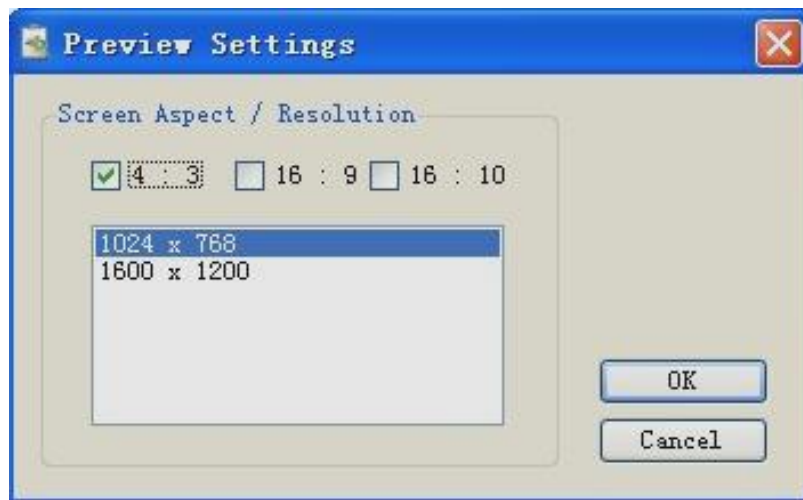 Preview Settings
Screen Aspect / Resolution
4 : 3 16 : 9 16 : 10
1024 x 768
1600 x 1200
OK
Cancel